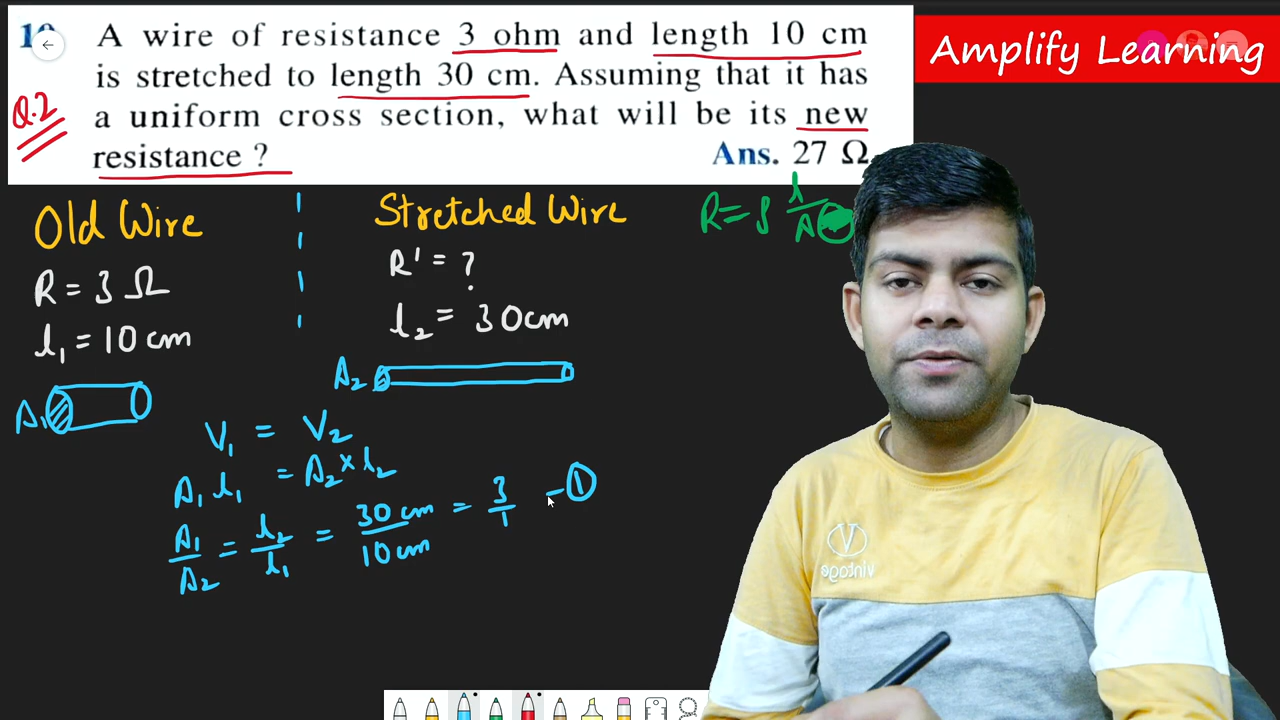 10 A wire of resistance 3 ohm and length 10 cm
is stretched to length 30 cm. Assuming that it has
a uniform cross section, what will be its new
resistance ? Ans. 27 Ω
Q.2
Amplify Learning
Old Wire
R = 3 Ω
l₁ = 10 cm
A₁
Stretched Wire
R' = ?
l₂ = 30cm
A₂
R = ρ l/A
V₁ = V₂
A₁ l₁ = A₂ × l₂
A₁/A₂ = l₂/l₁ = 30 cm/10 cm = 3/1 - ①
vintage